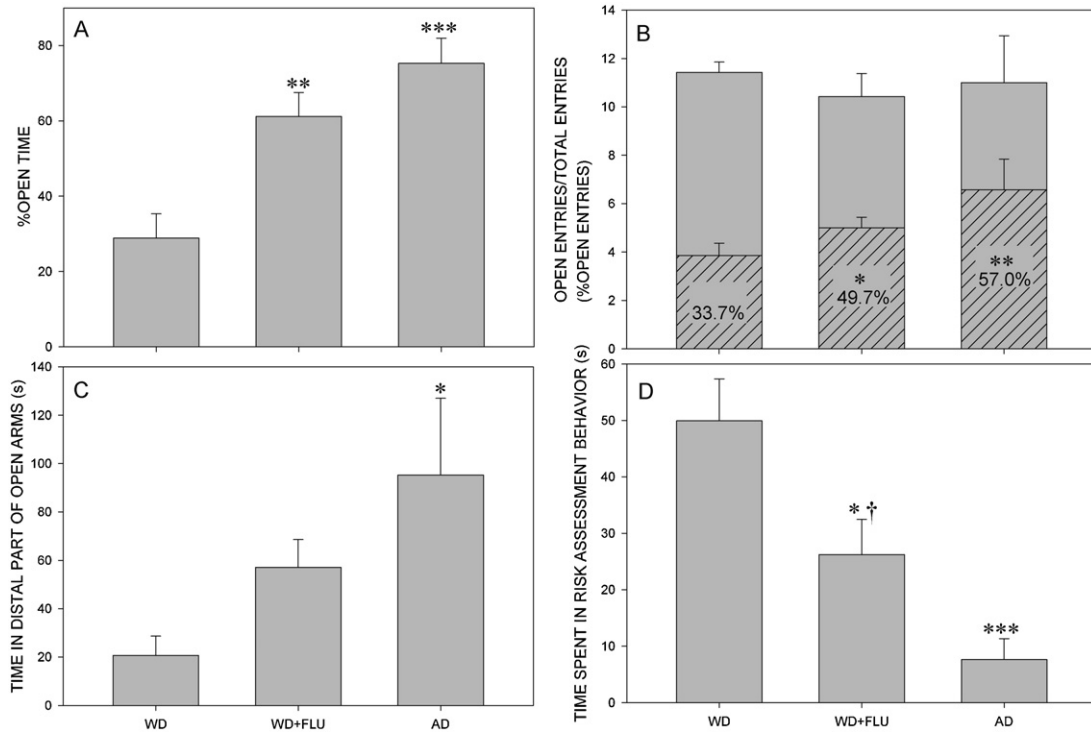 A
%OPEN TIME
80
60
40
20
0
**
***
B
OPEN ENTRIES/TOTAL ENTRIES
(%OPEN ENTRIES)
14
12
10
8
6
4
2
0
33.7%
*
49.7%
**
57.0%
C
TIME IN DISTAL PART OF OPEN ARMS (s)
140
120
100
80
60
40
20
00
*
WD
WD+FLU
AD
D
TIME SPENT IN RISK ASSESSMENT BEHAVIOR (s)
60
50
40
30
20
10
0
* †
***
WD
WD+FLU
AD